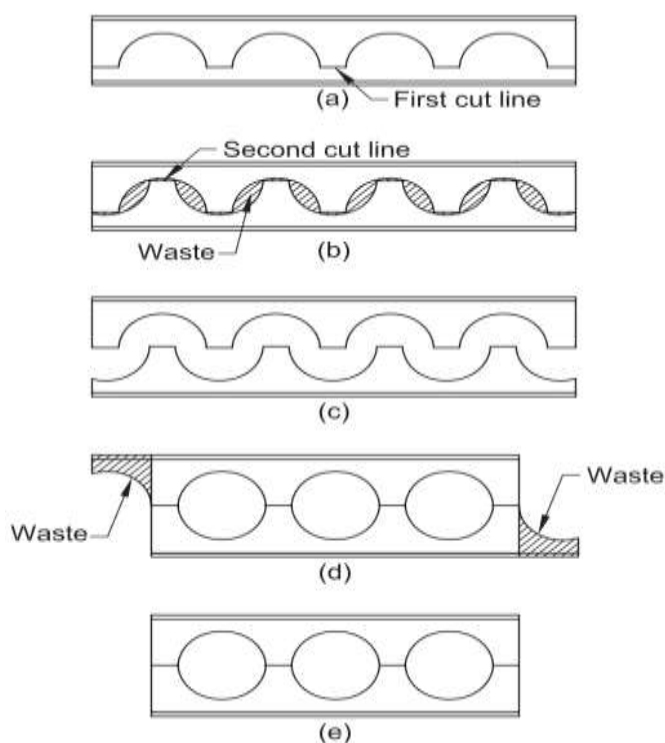 First cut line
(a)
Second cut line
Waste
(b)
(c)
Waste
Waste
(d)
(e)